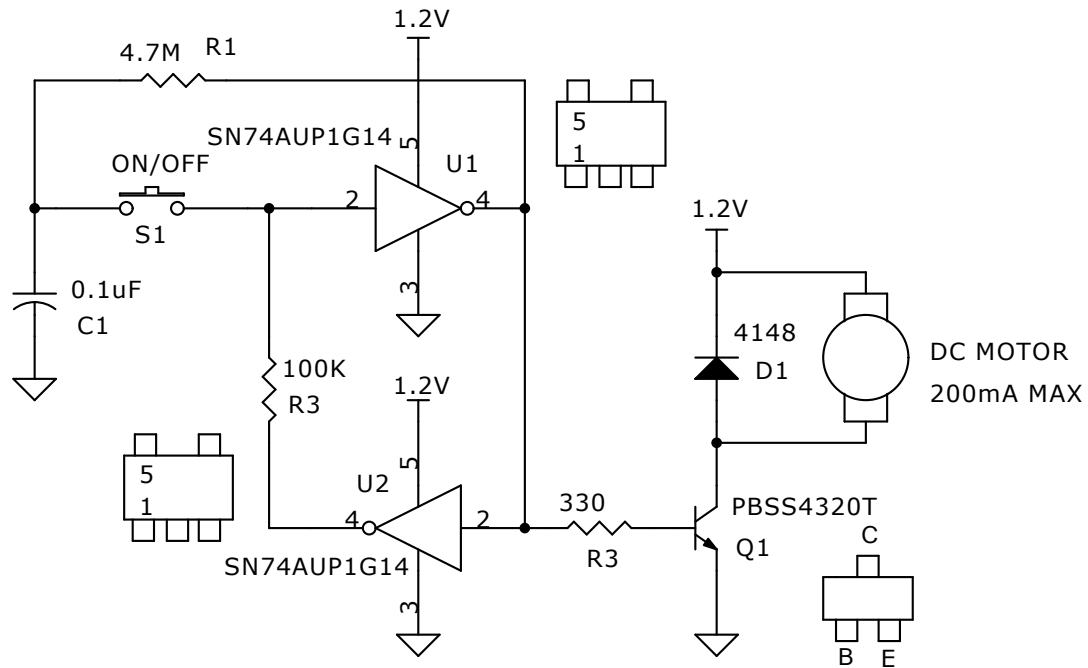 1.2V
4.7M R1
SN74AUP1G14
5
U1
5
1
ON/OFF
2
4
S1
1.2V
3
0.1uF
C1
4148
D1
DC MOTOR
200mA MAX
100K
R3
1.2V
5
1
U2
5
4
2
330
PBSS4320T
C
Q1
R3
SN74AUP1G14
3
B E